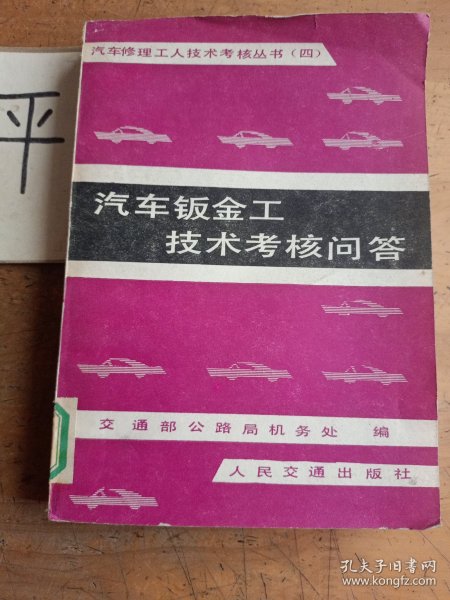 汽车修理工人技术考核丛书（四）
平
汽车钣金工
技术考核问答
交通部公路局机务处 编
人民交通出版社
孔夫子旧书网
www.kongfz.com